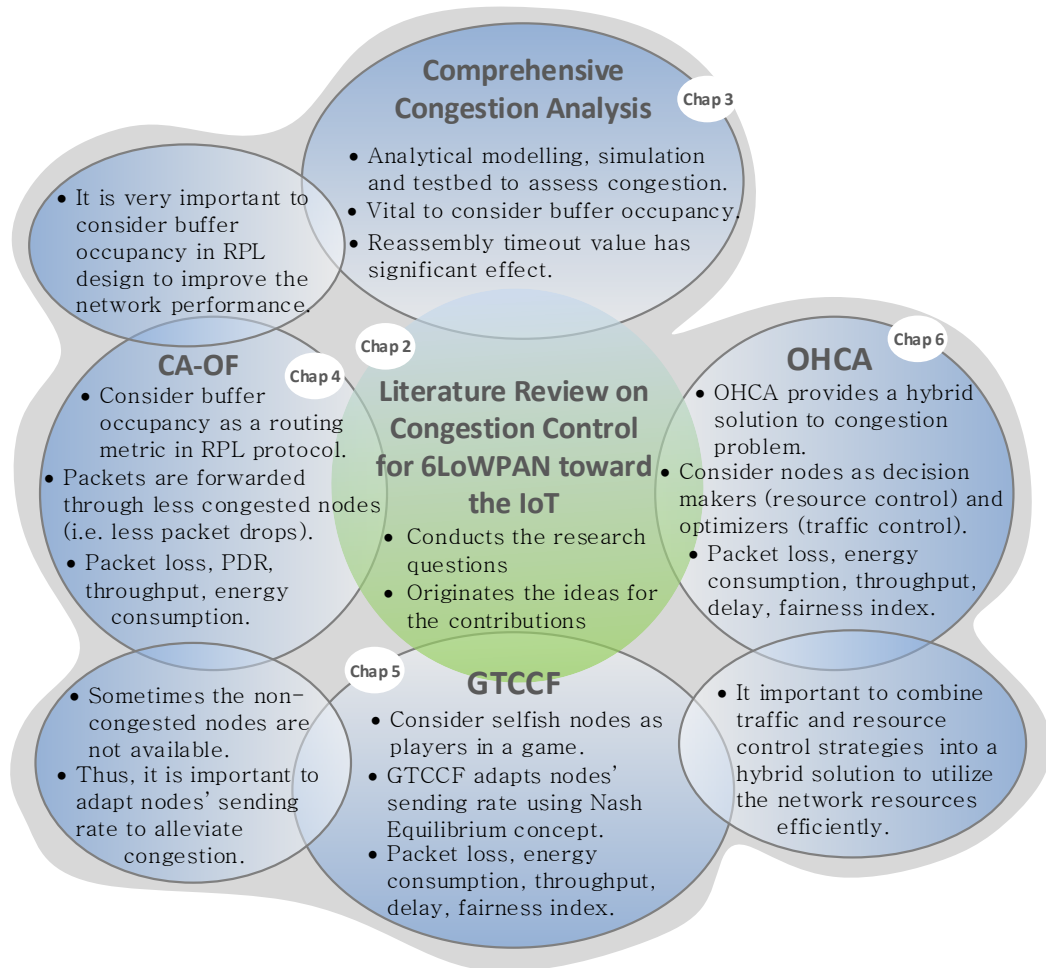 Comprehensive
Congestion Analysis
Chap 3
• Analytical modelling, simulation
and testbed to assess congestion.
• Vital to consider buffer occupancy.
• Reassembly timeout value has
significant effect.
• It is very important to
consider buffer
occupancy in RPL
design to improve the
network performance.
CA-OF
Chap 4
• Consider buffer
occupancy as a routing
metric in RPL protocol.
• Packets are forwarded
through less congested nodes
(i.e. less packet drops).
• Packet loss, PDR,
throughput, energy
consumption.
Chap 2
Literature Review on
Congestion Control
for 6LoWPAN toward
the IoT
• Conducts the research
questions
• Originates the ideas for
the contributions
Chap 6
OHCA
• OHCA provides a hybrid
solution to congestion
problem.
• Consider nodes as decision
makers (resource control) and
optimizers (traffic control).
• Packet loss, energy
consumption, throughput,
delay, fairness index.
• Sometimes the non-
congested nodes are
not available.
• Thus, it is important to
adapt nodes' sending
rate to alleviate
congestion.
Chap 5
GTCCF
• Consider selfish nodes as
players in a game.
• GTCCF adapts nodes'
sending rate using Nash
Equilibrium concept.
• Packet loss, energy
consumption, throughput,
delay, fairness index.
• It important to combine
traffic and resource
control strategies into a
hybrid solution to utilize
the network resources
efficiently.